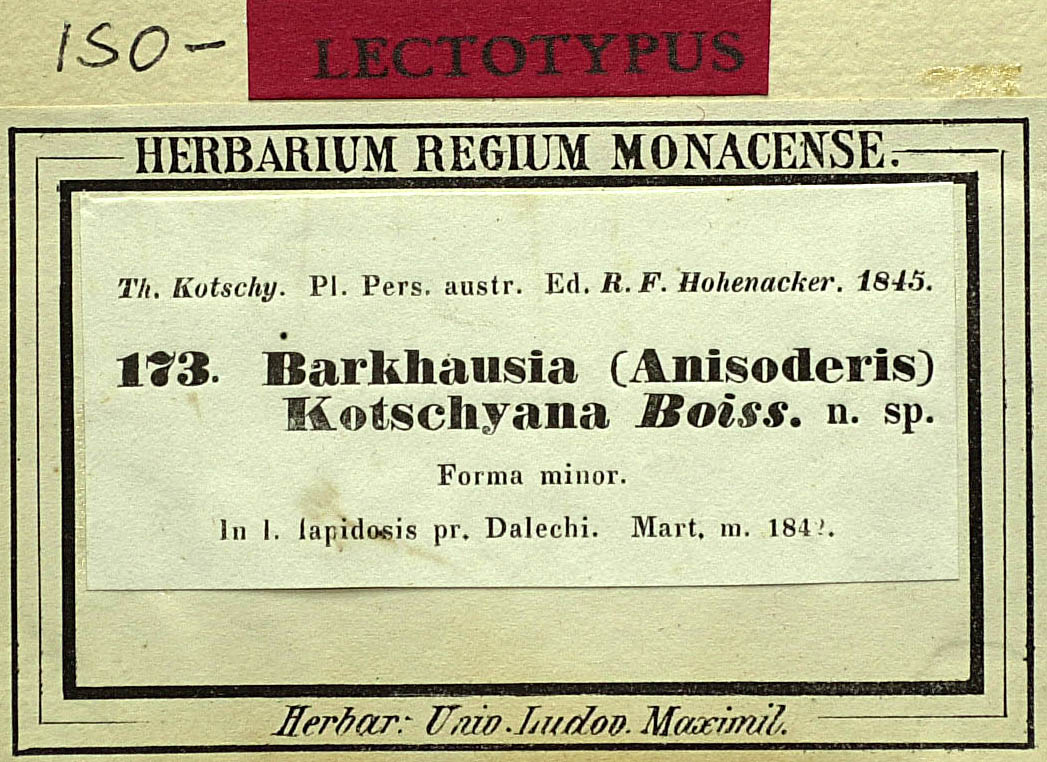 ISO-
LECTOTYPUS
HERBARIUM REGIUM MONACENSE.
Th. Kotschy. Pl. Pers. austr. Ed. R. F. Hohenacker. 1845.
173. Barkhausia (Anisoderis)
Kotschyana Boiss. n. sp.
Forma minor.
In l. lapidosis pr. Dalechi. Mart. m. 1842.
Herbar: Univ. Ludov. Maximil.